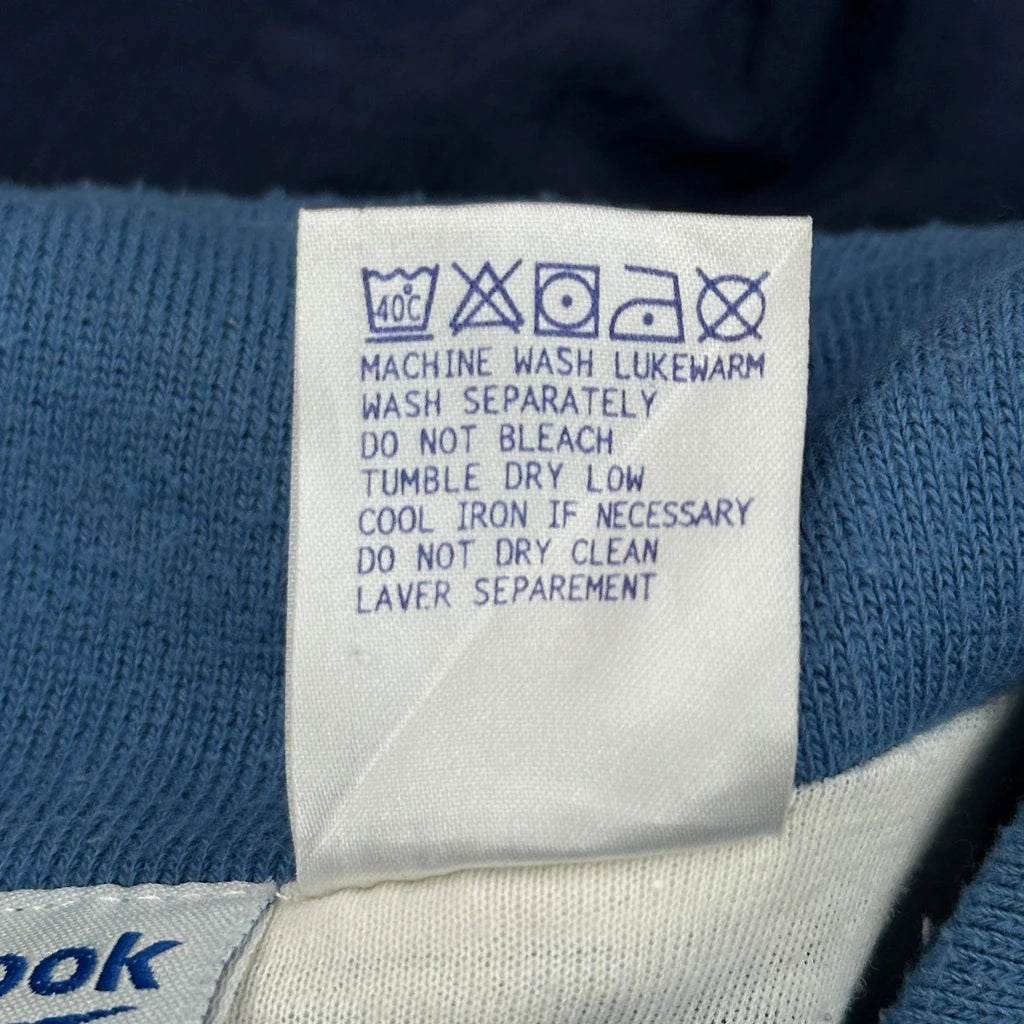 40°C
MACHINE WASH LUKEWARM
WASH SEPARATELY
DO NOT BLEACH
TUMBLE DRY LOW
COOL IRON IF NECESSARY
DO NOT DRY CLEAN
LAVER SEPAREMENT
ook